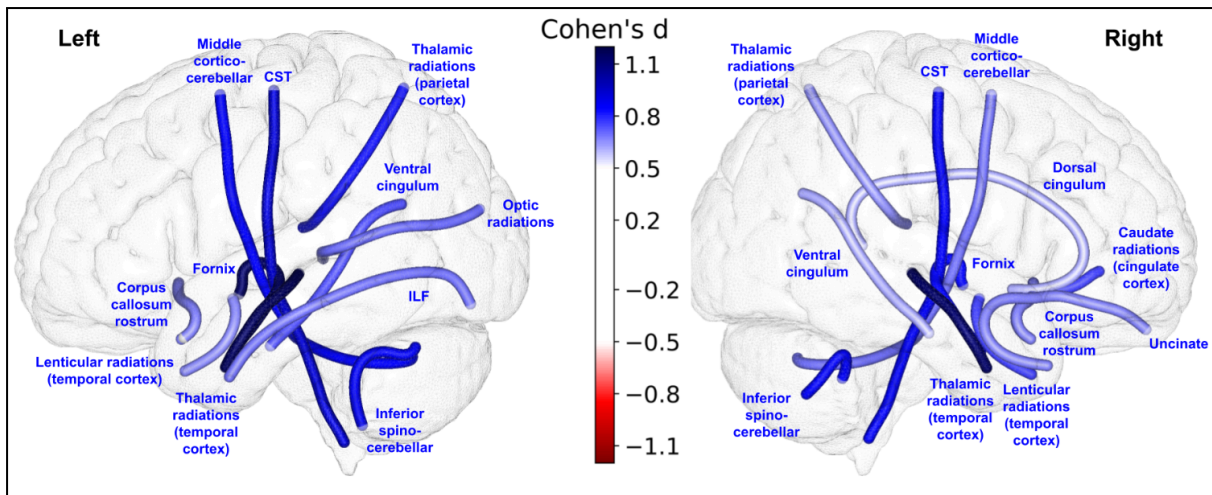 Left
Middle
cortico-
cerebellar
CST
Thalamic
radiations
(parietal
cortex)
Ventral
cingulum
Optic
radiations
Fornix
Corpus
callosum
rostrum
ILF
Lenticular radiations
(temporal cortex)
Thalamic
radiations
(temporal
cortex)
Inferior
spino-
cerebellar
Cohen's d
1.1
0.8
0.5
0.2
−0.2
−0.5
−0.8
−1.1
Right
Thalamic
radiations
(parietal
cortex)
CST
Middle
cortico-
cerebellar
Dorsal
cingulum
Caudate
radiations
(cingulate
cortex)
Ventral
cingulum
Fornix
Corpus
callosum
rostrum
Uncinate
Inferior
spino-
cerebellar
Thalamic
radiations
(temporal
cortex)
Lenticular
radiations
(temporal
cortex)